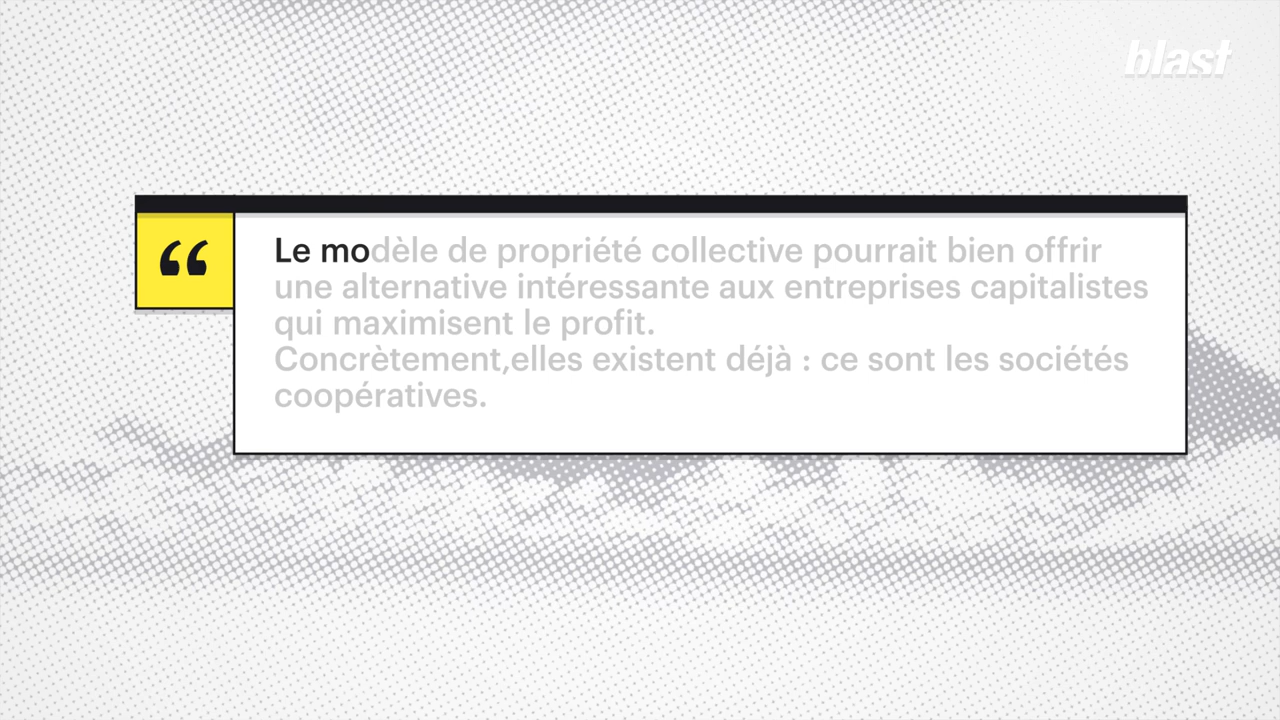 blast
“
Le modèle de propriété collective pourrait bien offrir
une alternative intéressante aux entreprises capitalistes
qui maximisent le profit.
Concrètement,elles existent déjà : ce sont les sociétés
coopératives.